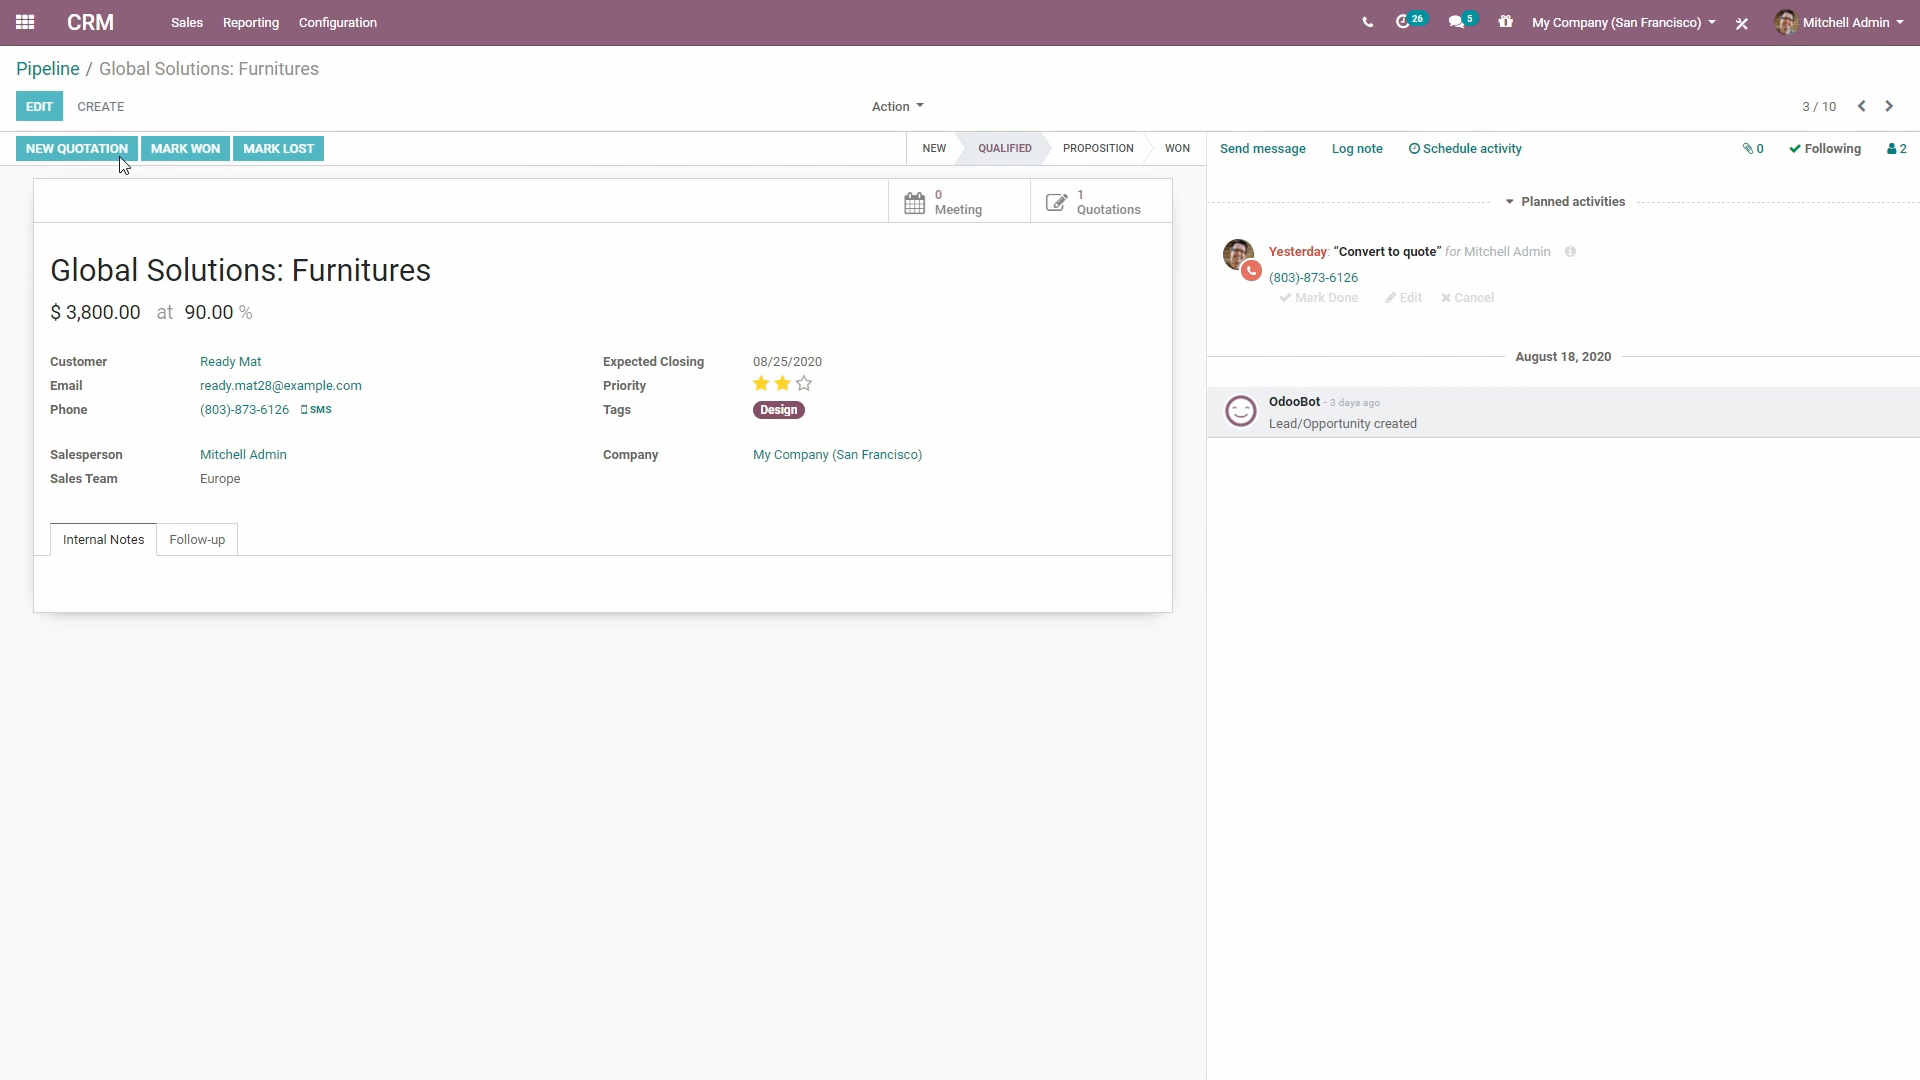 CRM Sales Reporting Configuration 26 5 My Company (San Francisco) Mitchell Admin
Pipeline / Global Solutions: Furnitures
EDIT CREATE Action 3 / 10
NEW QUOTATION MARK WON MARK LOST NEW QUALIFIED PROPOSITION WON
0
Meeting
1
Quotations
Global Solutions: Furnitures
$ 3,800.00 at 90.00 %
Customer Ready Mat
Email ready.mat28@example.com
Phone (803)-873-6126 SMS
Expected Closing 08/25/2020
Priority
Tags Design
Salesperson Mitchell Admin
Sales Team Europe
Company My Company (San Francisco)
Internal Notes Follow-up
Send message Log note Schedule activity 0 Following 2
Planned activities
Yesterday: “Convert to quote” for Mitchell Admin
(803)-873-6126
Mark Done Edit Cancel
August 18, 2020
OdooBot - 3 days ago
Lead/Opportunity created